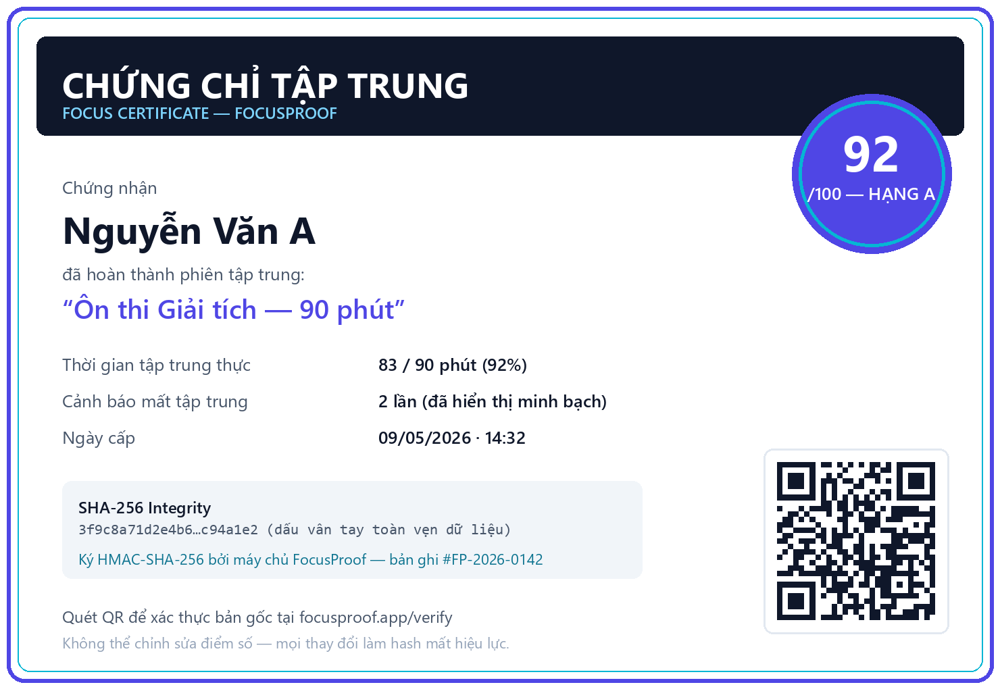 CHỨNG CHỈ TẬP TRUNG
FOCUS CERTIFICATE — FOCUSPROOF
92
/100 — HẠNG A
Chứng nhận
Nguyễn Văn A
đã hoàn thành phiên tập trung:
“Ôn thi Giải tích — 90 phút”
Thời gian tập trung thực 83 / 90 phút (92%)
Cảnh báo mất tập trung 2 lần (đã hiển thị minh bạch)
Ngày cấp 09/05/2026 · 14:32
SHA-256 Integrity
3f9c8a71d2e4b6…c94a1e2 (dấu vân tay toàn vẹn dữ liệu)
Ký HMAC-SHA-256 bởi máy chủ FocusProof — bản ghi #FP-2026-0142
Quét QR để xác thực bản gốc tại focusproof.app/verify
Không thể chỉnh sửa điểm số — mọi thay đổi làm hash mất hiệu lực.